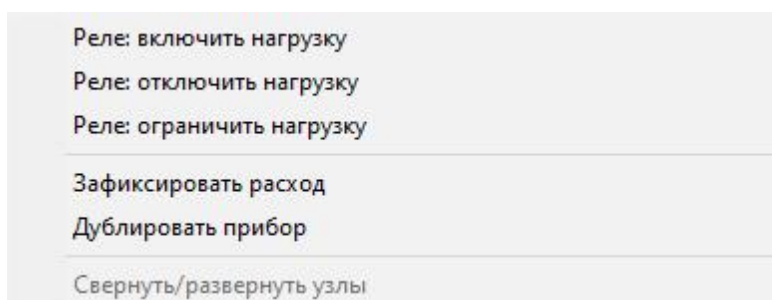 Реле: включить нагрузку
Реле: отключить нагрузку
Реле: ограничить нагрузку
Зафиксировать расход
Дублировать прибор
Свернуть/развернуть узлы